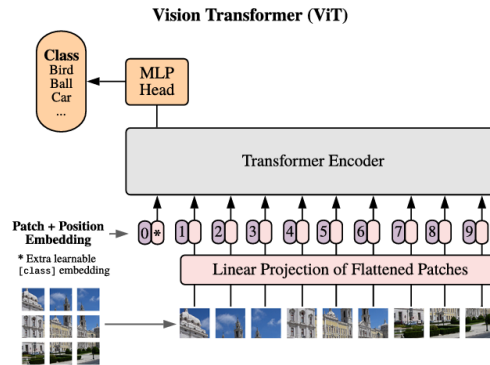 Vision Transformer (ViT)
Class
Bird
Ball
Car
...
MLP
Head
Transformer Encoder
Patch + Position
Embedding
0 * 1 2 3 4 5 6 7 8 9
* Extra learnable
[class] embedding
Linear Projection of Flattened Patches